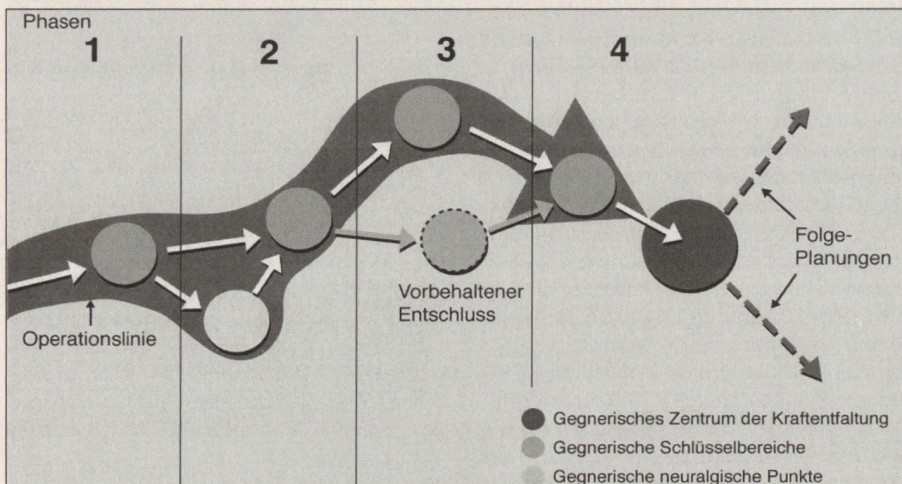 Phasen
1 2 3 4
Vorbehaltener
Entschluss
Folge-
Planungen
Operationslinie
Gegnerisches Zentrum der Kraftentfaltung
Gegnerische Schlüsselbereiche
Gegnerische neuralgische Punkte